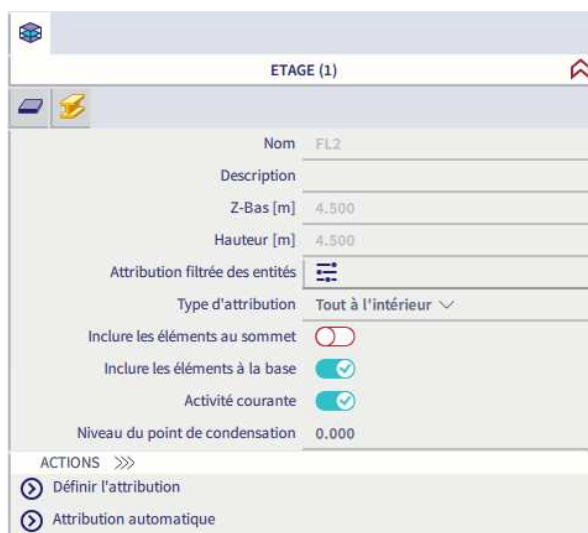 ETAGE (1)
Nom FL2
Description
Z-Bas [m] 4.500
Hauteur [m] 4.500
Attribution filtrée des entités
Type d'attribution Tout à l'intérieur
Inclure les éléments au sommet
Inclure les éléments à la base
Activité courante
Niveau du point de condensation 0.000
ACTIONS >>>
Définir l'attribution
Attribution automatique